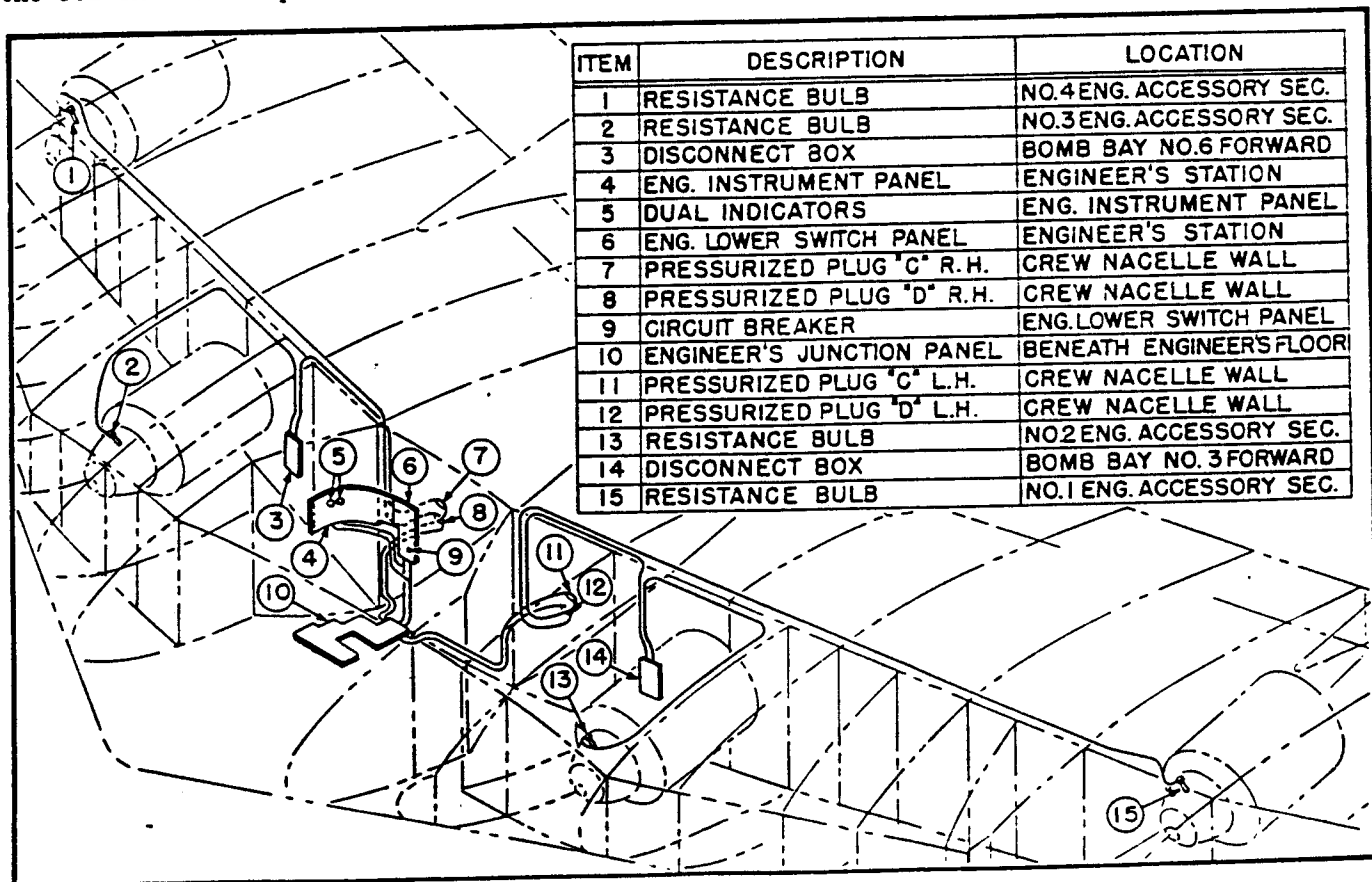 ITEM DESCRIPTION LOCATION
1 RESISTANCE BULB NO.4 ENG. ACCESSORY SEC.
2 RESISTANCE BULB NO.3 ENG. ACCESSORY SEC.
3 DISCONNECT BOX BOMB BAY NO.6 FORWARD
4 ENG. INSTRUMENT PANEL ENGINEER'S STATION
5 DUAL INDICATORS ENG. INSTRUMENT PANEL
6 ENG. LOWER SWITCH PANEL ENGINEER'S STATION
7 PRESSURIZED PLUG "C" R.H. CREW NACELLE WALL
8 PRESSURIZED PLUG "D" R.H. CREW NACELLE WALL
9 CIRCUIT BREAKER ENG. LOWER SWITCH PANEL
10 ENGINEER'S JUNCTION PANEL BENEATH ENGINEER'S FLOOR
11 PRESSURIZED PLUG "C" L.H. CREW NACELLE WALL
12 PRESSURIZED PLUG "D" L.H. CREW NACELLE WALL
13 RESISTANCE BULB NO.2 ENG. ACCESSORY SEC.
14 DISCONNECT BOX BOMB BAY NO. 3 FORWARD
15 RESISTANCE BULB NO.1 ENG. ACCESSORY SEC.
1
2
3
4
5
6
7
8
9
10
11
12
13
14
15